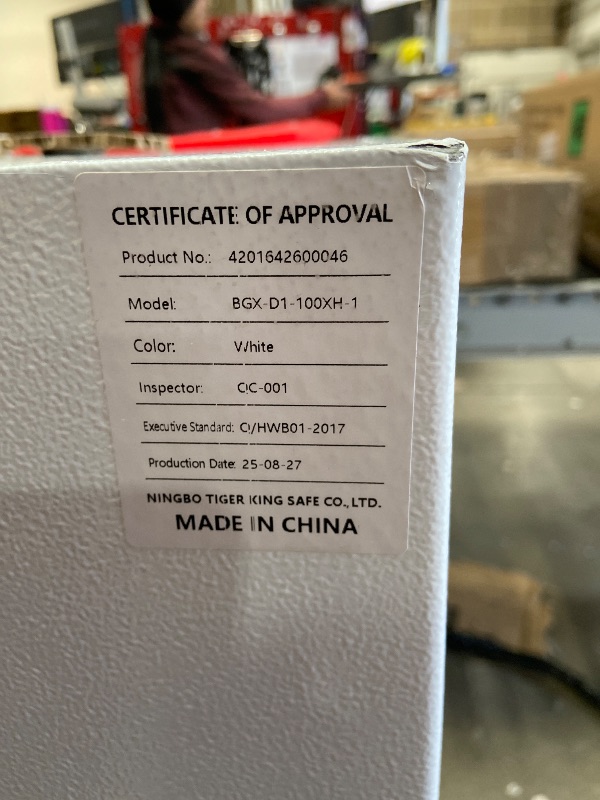 CERTIFICATE OF APPROVAL
Product No.: 4201642600046
Model: BGX-D1-100XH-1
Color: White
Inspector: QC-001
Executive Standard: Q/HWB01-2017
Production Date: 25-08-27
NINGBO TIGER KING SAFE CO., LTD.
MADE IN CHINA